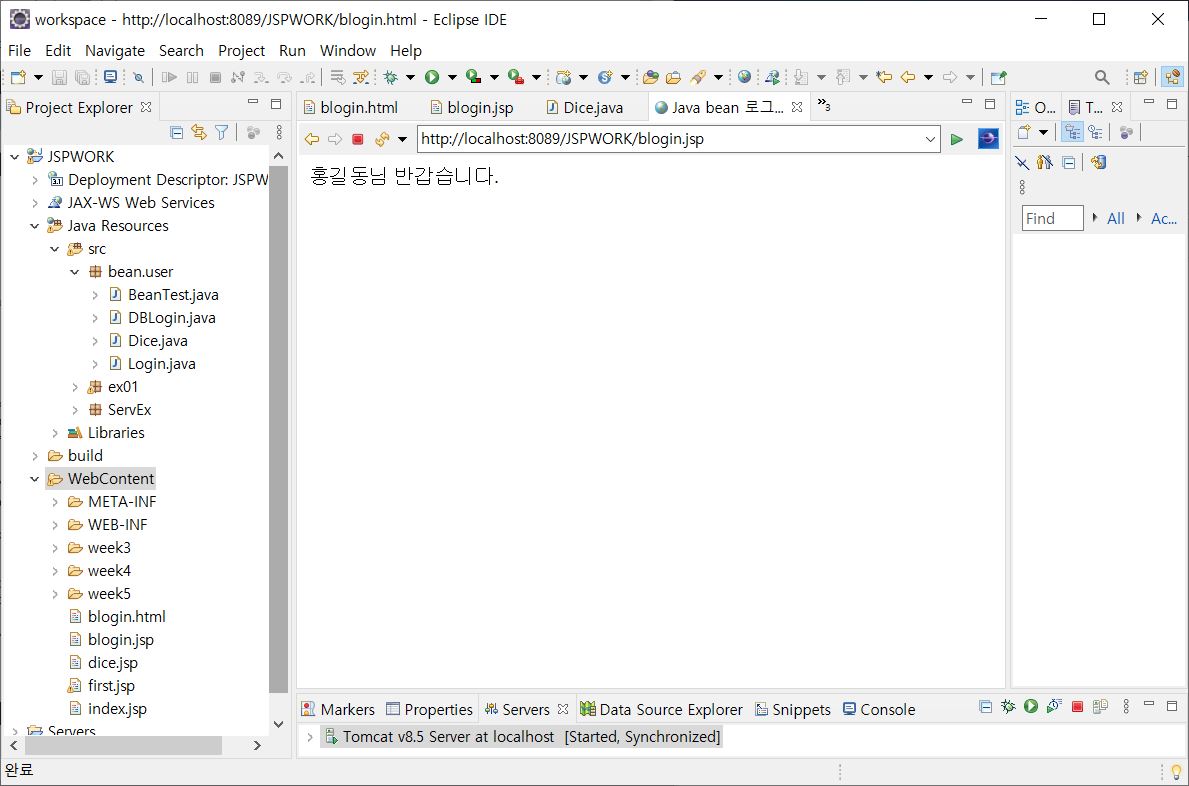 workspace - http://localhost:8089/JSPWORK/blogin.html - Eclipse IDE
File Edit Navigate Search Project Run Window Help
Project Explorer
JSPWORK
Deployment Descriptor: JSPW
JAX-WS Web Services
Java Resources
src
bean.user
BeanTest.java
DBLogin.java
Dice.java
Login.java
ex01
ServEx
Libraries
build
WebContent
META-INF
WEB-INF
week3
week4
week5
blogin.html
blogin.jsp
dice.jsp
first.jsp
index.jsp
Servers
blogin.html blogin.jsp Dice.java Java bean 로그... »3
http://localhost:8089/JSPWORK/blogin.jsp
홍길동님 반갑습니다.
O... T...
Find All Ac...
Markers Properties Servers Data Source Explorer Snippets Console
Tomcat v8.5 Server at localhost [Started, Synchronized]
완료